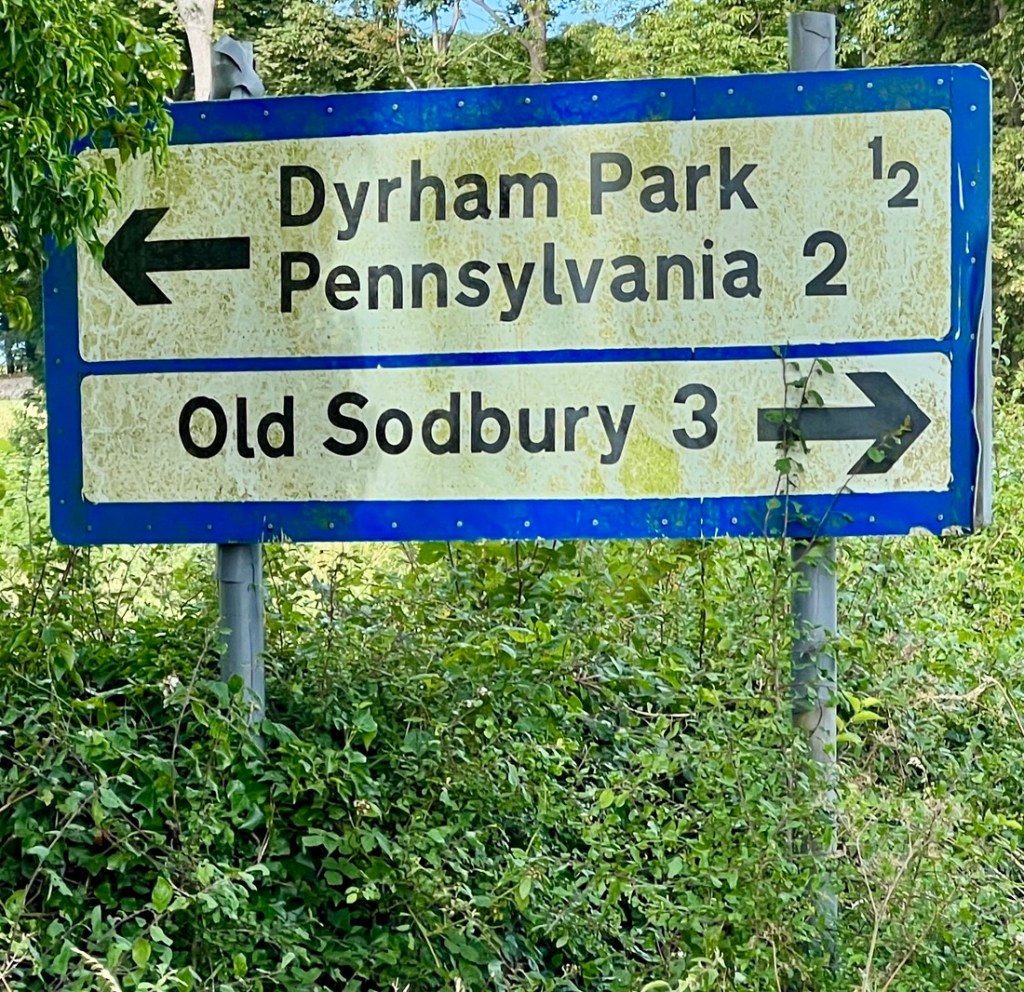 Dyrham Park ½
Pennsylvania 2
Old Sodbury 3